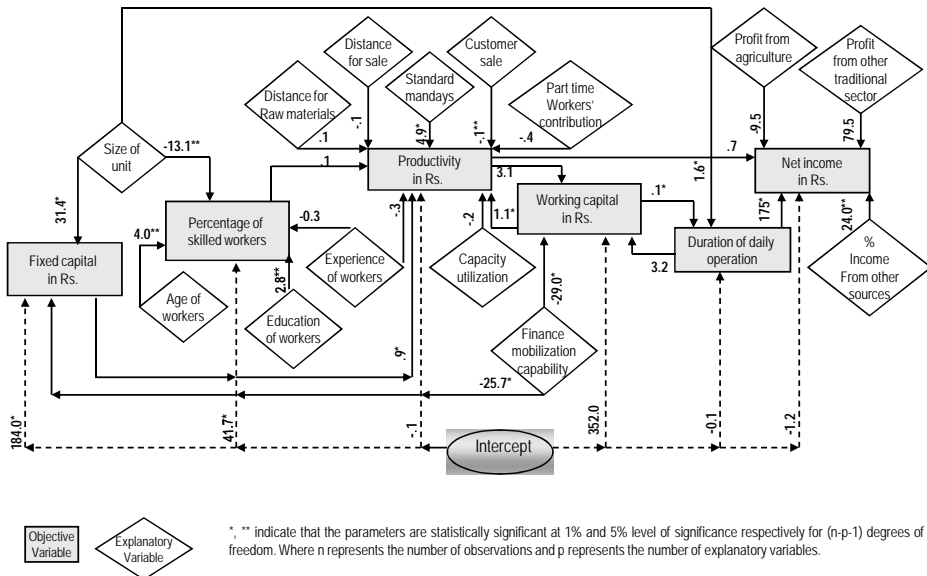 Distance
for sale
Customer
sale
Profit from
agriculture
Profit
from other
traditional
sector
Standard
mandays
Distance for
Raw materials
Part time
Workers'
contribution
Size of
unit
-13.1**
.1
-.1
4.9*
-.1**
-.4
-9.5
79.5
Productivity
in Rs.
.7
Net income
in Rs.
.1
3.1
1.6*
31.4*
Percentage of
skilled workers
-0.3
-.3
-.2
1.1*
Working capital
in Rs.
.1*
175*
24.0**
4.0**
Fixed capital
in Rs.
Experience
of workers
Capacity
utilization
Duration of daily
operation
3.2
%
Income
From other
sources
Age of
workers
2.8**
Education
of workers
-29.0*
Finance
mobilization
capability
.9*
-25.7*
184.0*
41.7*
-.1
352.0
-0.1
-1.2
Intercept
Objective
Variable
Explanatory
Variable
*, ** indicate that the parameters are statistically significant at 1% and 5% level of significance respectively for (n-p-1) degrees of
freedom. Where n represents the number of observations and p represents the number of explanatory variables.